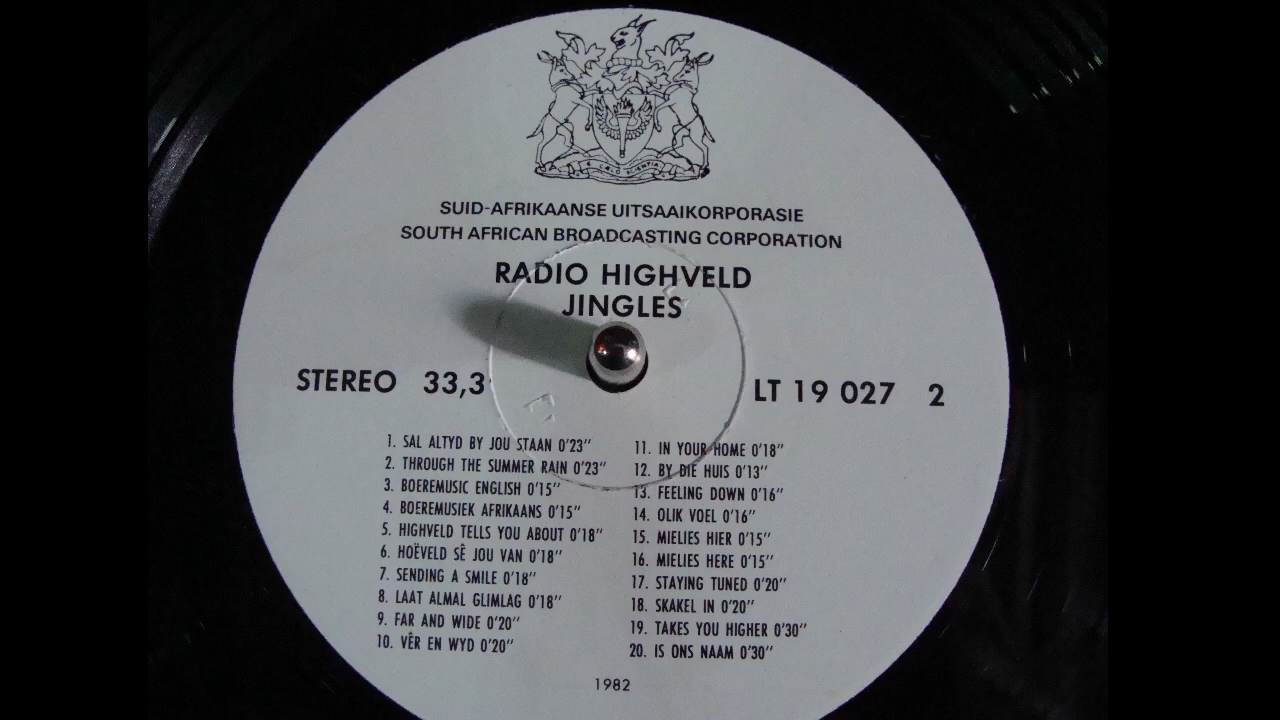 E CÆLO SCIENTIA
SUID-AFRIKAANSE UITSAAIKORPORASIE
SOUTH AFRICAN BROADCASTING CORPORATION
RADIO HIGHVELD
JINGLES
STEREO 33,3
LT 19 027 2
1. SAL ALTYD BY JOU STAAN 0'23"
2. THROUGH THE SUMMER RAIN 0'23"
3. BOEREMUSIC ENGLISH 0'15"
4. BOEREMUSIEK AFRIKAANS 0'15"
5. HIGHVELD TELLS YOU ABOUT 0'18"
6. HOËVELD SÊ JOU VAN 0'18"
7. SENDING A SMILE 0'18"
8. LAAT ALMAL GLIMLAG 0'18"
9. FAR AND WIDE 0'20"
10. VÊR EN WYD 0'20"
11. IN YOUR HOME 0'18"
12. BY DIE HUIS 0'13"
13. FEELING DOWN 0'16"
14. OLIK VOEL 0'16"
15. MIELIES HIER 0'15"
16. MIELIES HERE 0'15"
17. STAYING TUNED 0'20"
18. SKAKEL IN 0'20"
19. TAKES YOU HIGHER 0'30"
20. IS ONS NAAM 0'30"
1982